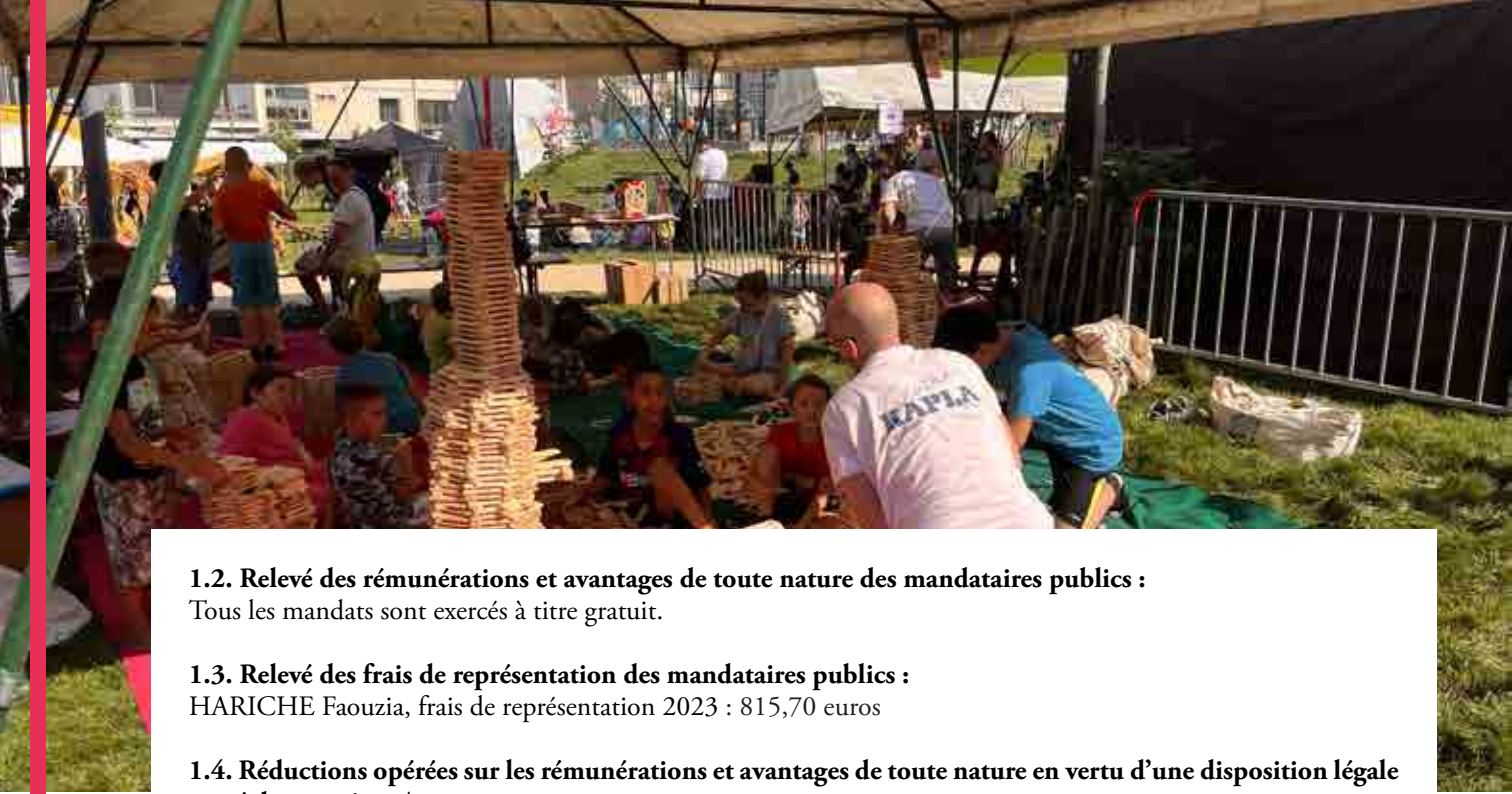 KAPLA
1.2. Relevé des rémunérations et avantages de toute nature des mandataires publics :
Tous les mandats sont exercés à titre gratuit.
1.3. Relevé des frais de représentation des mandataires publics :
HARICHE Faouzia, frais de représentation 2023 : 815,70 euros
1.4. Réductions opérées sur les rémunérations et avantages de toute nature en vertu d’une disposition légale